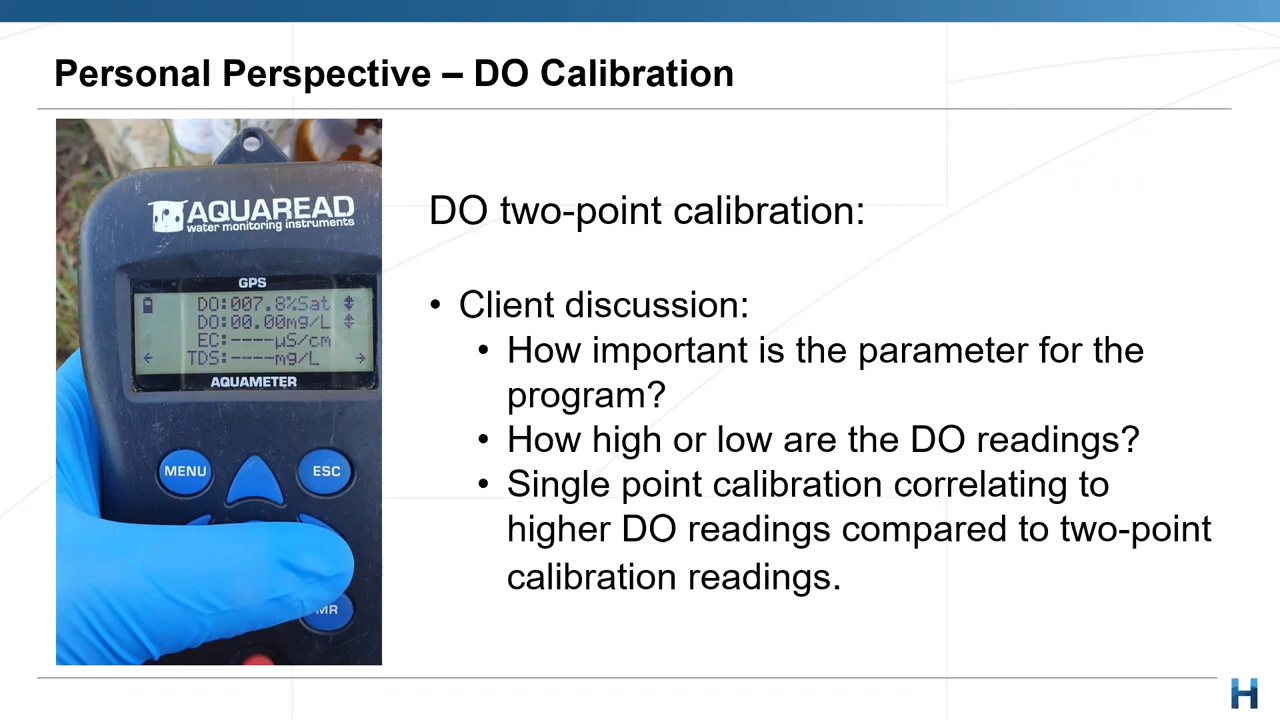 Personal Perspective – DO Calibration
AQUAREAD
water monitoring instruments
GPS
DO:007.8%Sat
DO:00.00mg/L
EC:----µS/cm
TDS:----mg/L
AQUAMETER
MENU
ESC
MR
DO two-point calibration:
• Client discussion:
• How important is the parameter for the
program?
• How high or low are the DO readings?
• Single point calibration correlating to
higher DO readings compared to two-point
calibration readings.
H